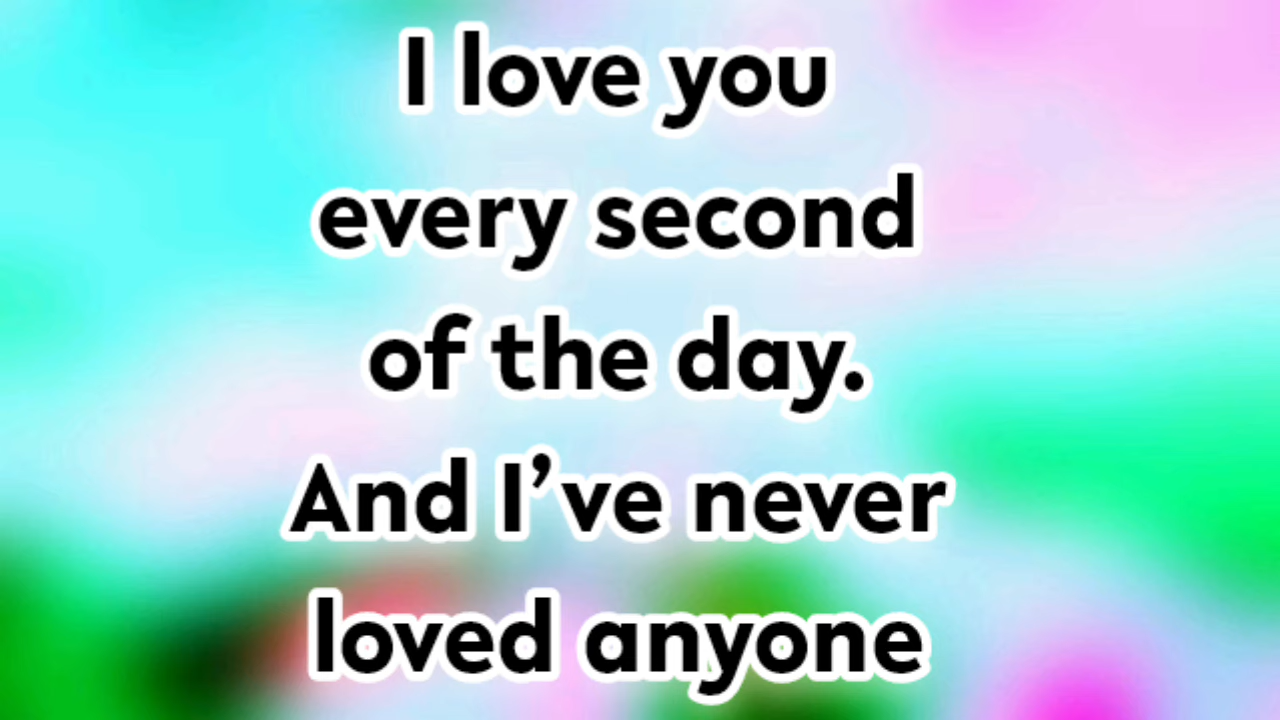 I love you
every second
of the day.
And I’ve never
loved anyone